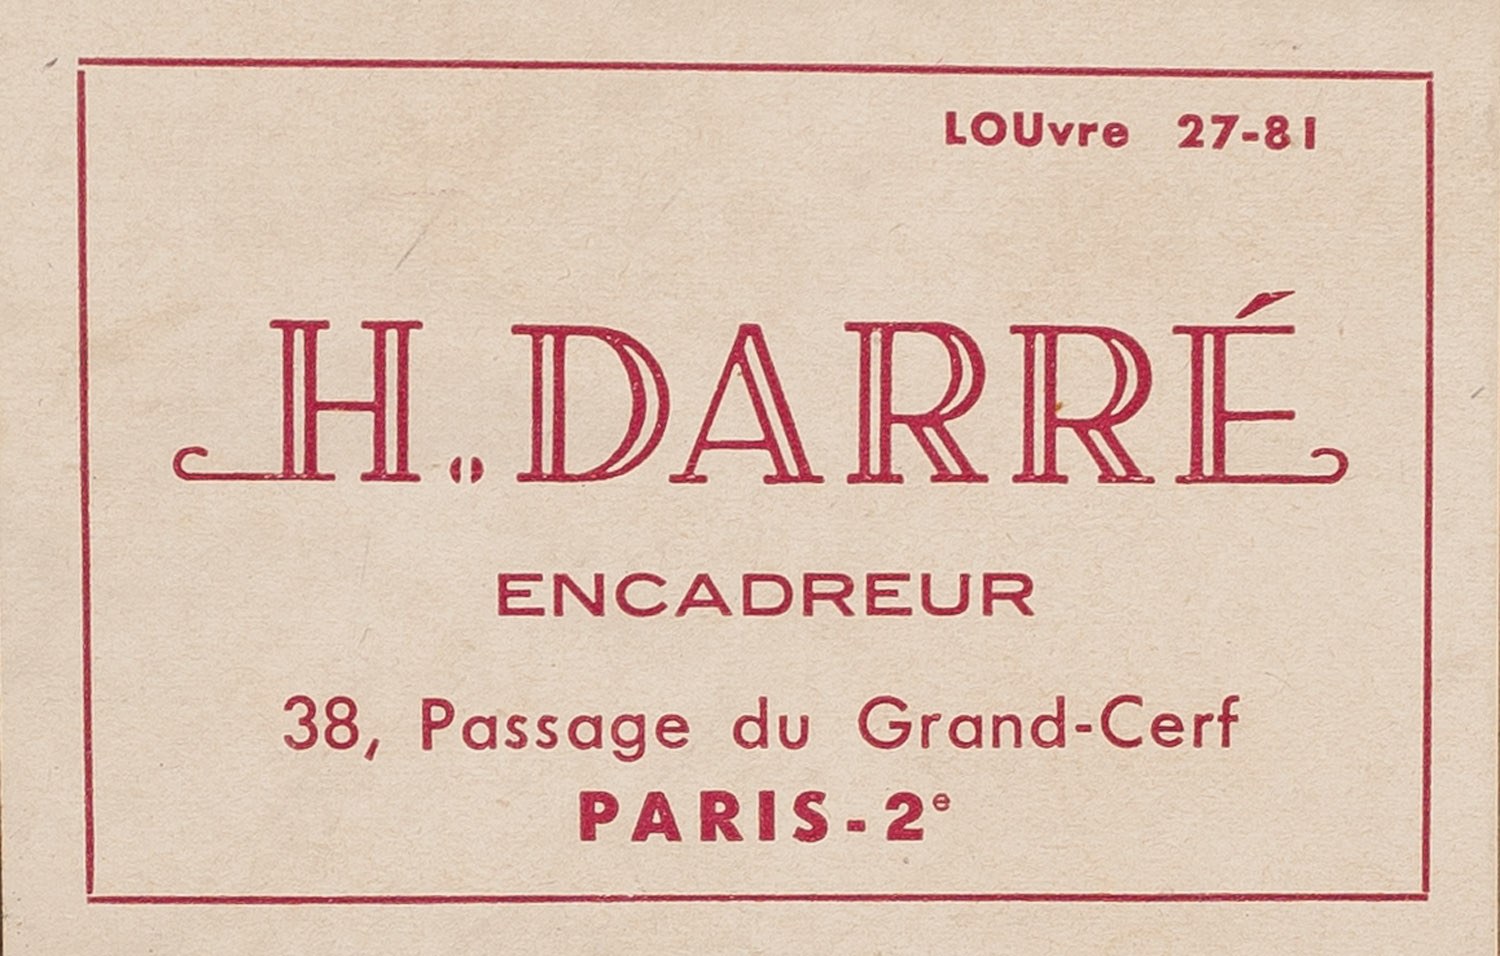 LOUvre 27-81
H. DARRÉ
ENCADREUR
38, Passage du Grand-Cerf
PARIS-2e